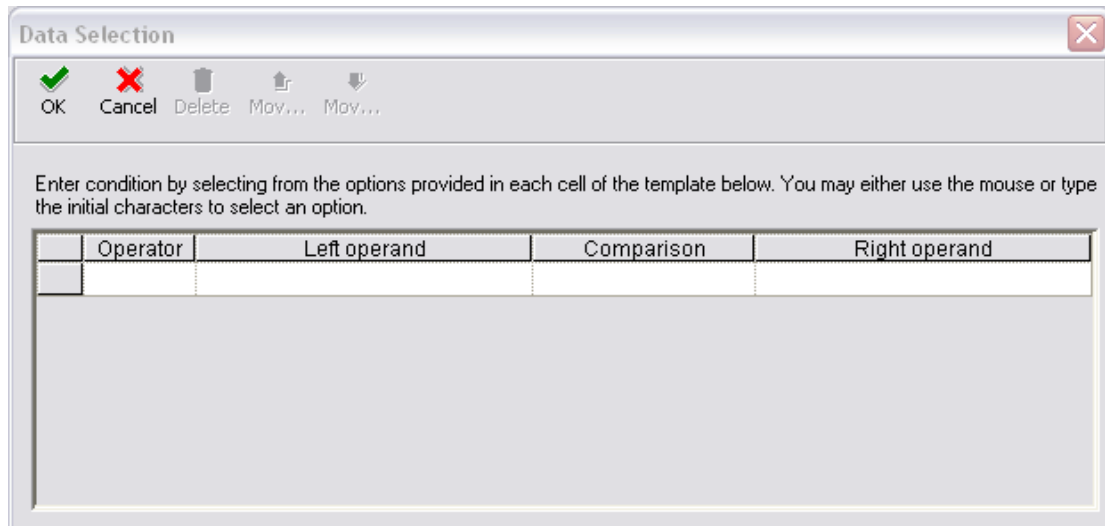 Data Selection
OK Cancel Delete Mov... Mov...
Enter condition by selecting from the options provided in each cell of the template below. You may either use the mouse or type
the initial characters to select an option.
Operator Left operand Comparison Right operand